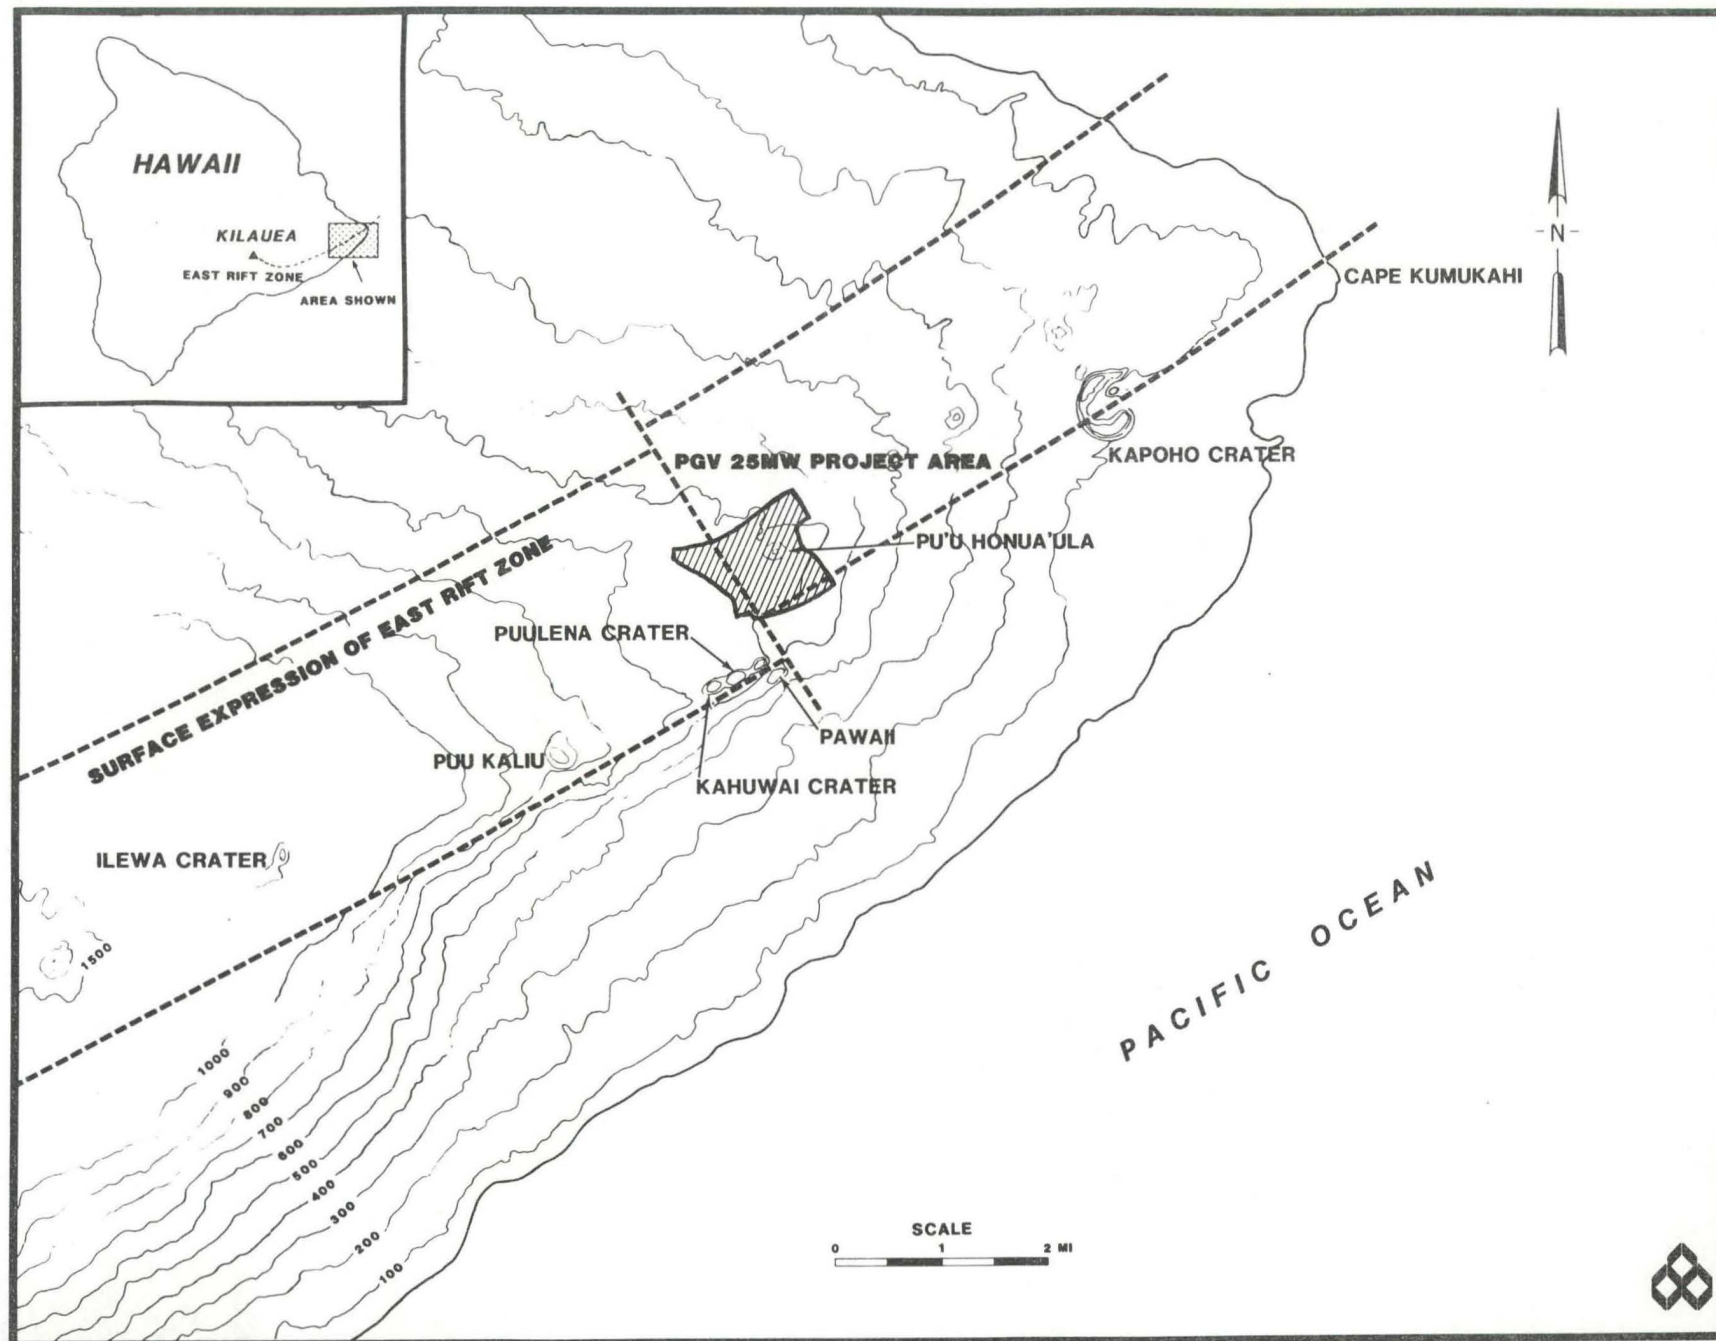 HAWAII
KILAUEA
EAST RIFT ZONE
AREA SHOWN
N
CAPE KUMUKAHI
KAPOHO CRATER
PGV 25MW PROJECT AREA
PU'U HONUA'ULA
SURFACE EXPRESSION OF EAST RIFT ZONE
PUULENA CRATER
PAWAII
PUU KALIU
KAHUWAI CRATER
ILEWA CRATER
1500
PACIFIC OCEAN
1000
900
800
700
600
500
400
300
200
100
SCALE
0 1 2 MI